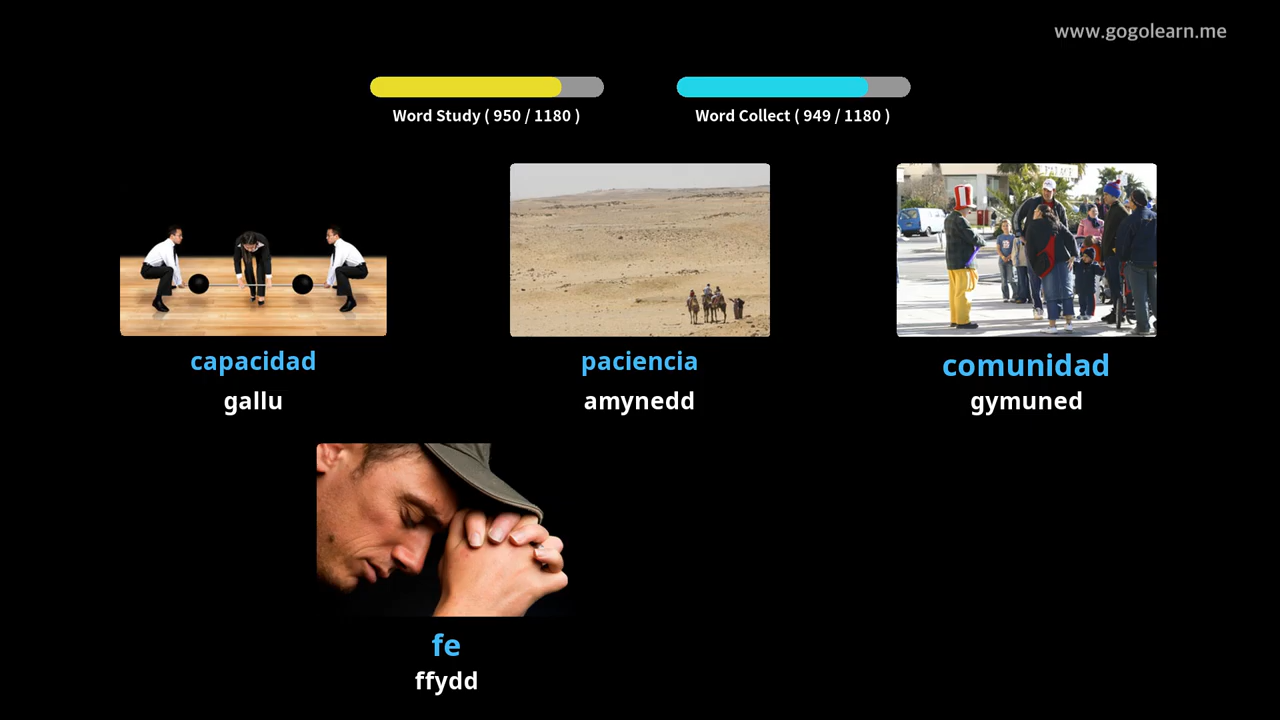 www.gogolearn.me
Word Study ( 950 / 1180 )
Word Collect ( 949 / 1180 )
capacidad
gallu
paciencia
amynedd
comunidad
gymuned
fe
ffydd